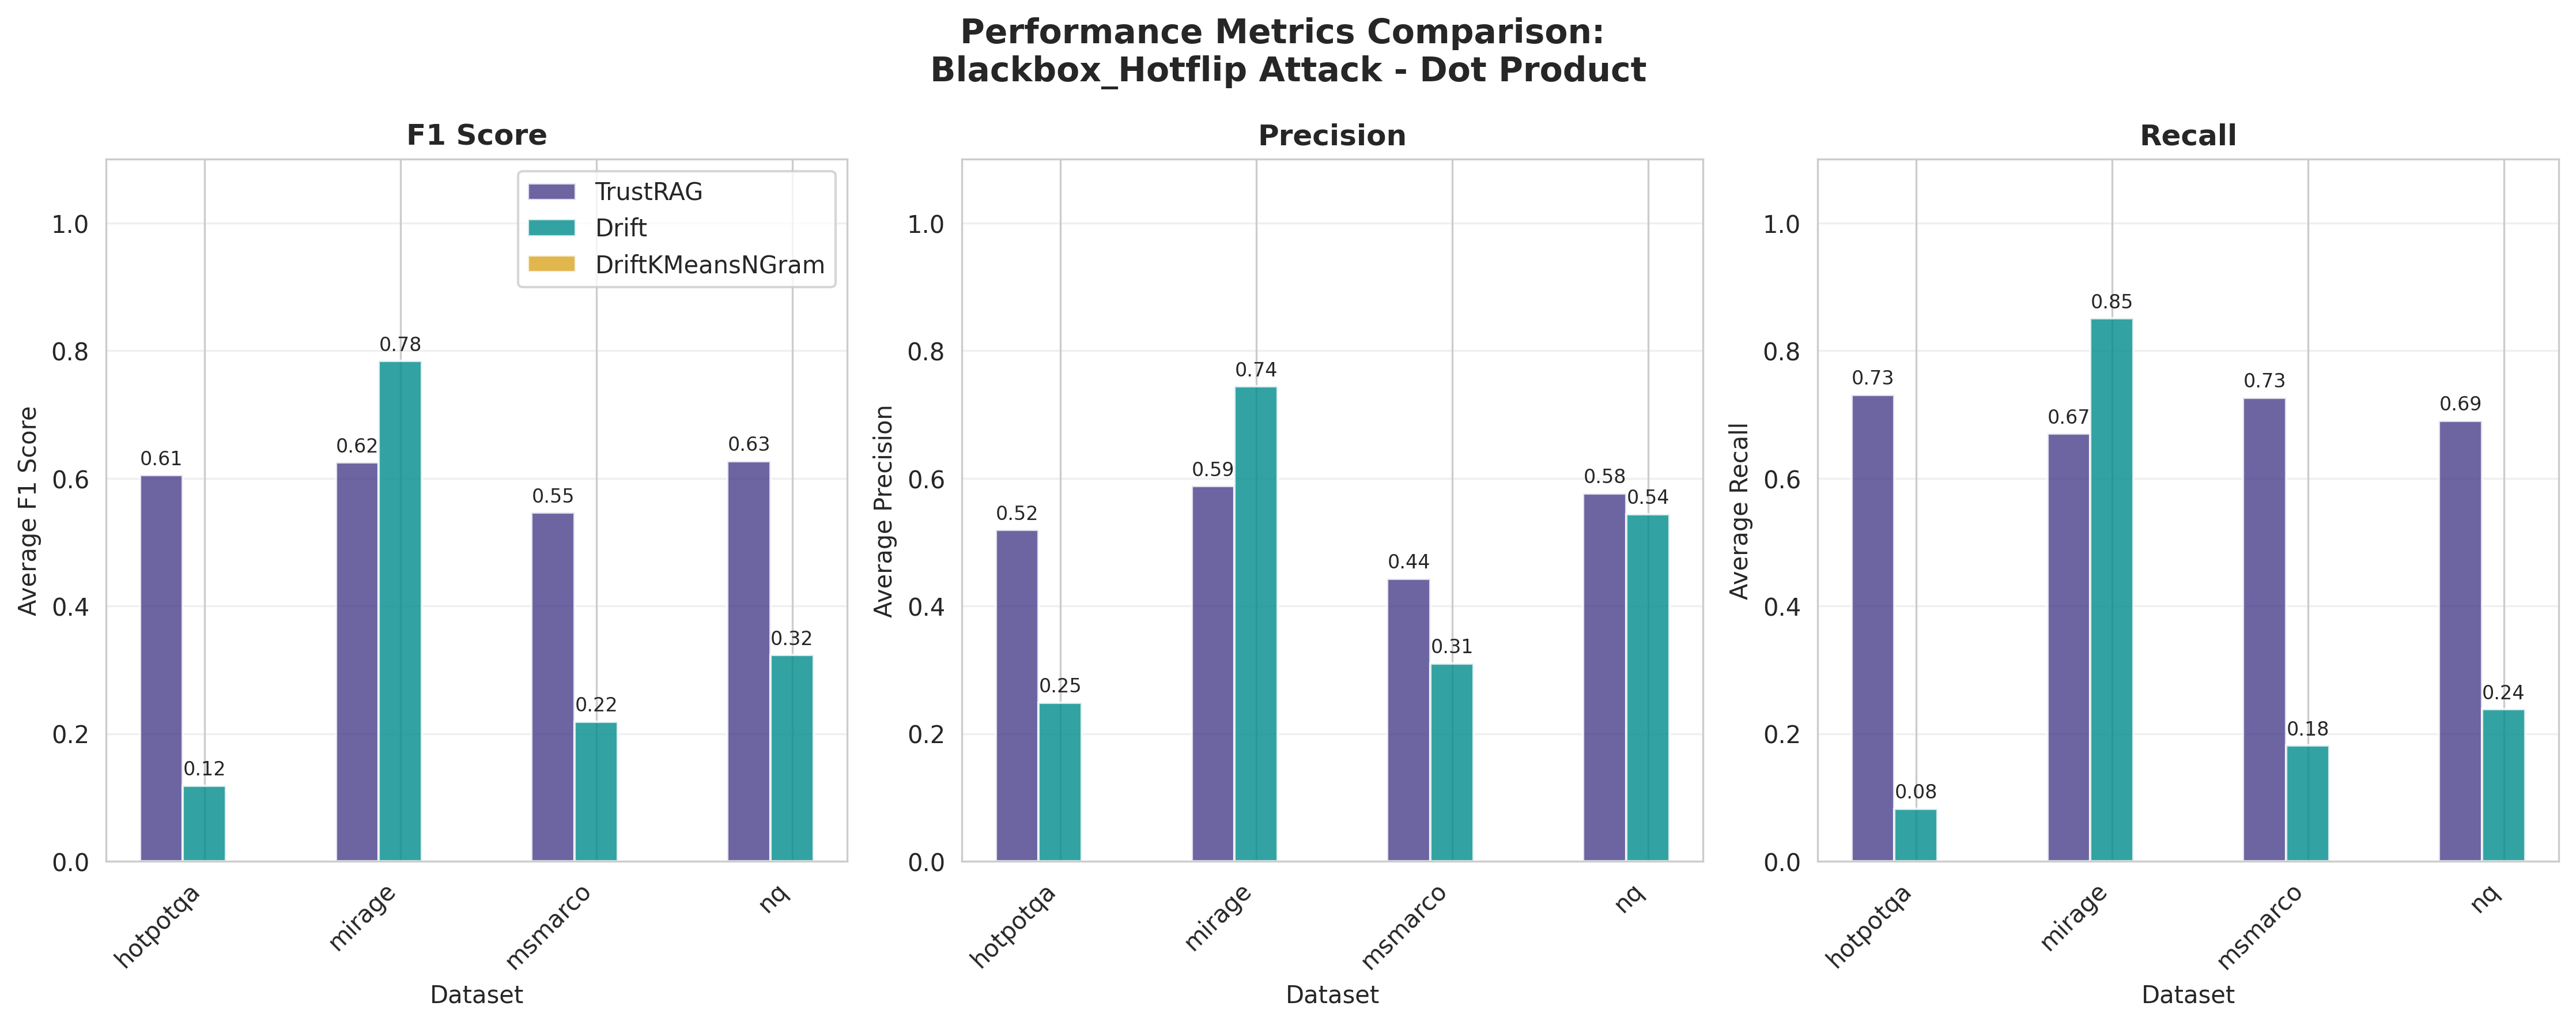 Performance Metrics Comparison:
Blackbox_Hotflip Attack - Dot Product
F1 Score
TrustRAG
Drift
DriftKMeansNGram
Average F1 Score
1.0
0.8
0.6
0.4
0.2
0.0
0.61
0.12
0.62
0.78
0.55
0.22
0.63
0.32
hotpotqa
mirage
msmarco
nq
Dataset
Precision
Average Precision
1.0
0.8
0.6
0.4
0.2
0.0
0.52
0.25
0.59
0.74
0.44
0.31
0.58
0.54
hotpotqa
mirage
msmarco
nq
Dataset
Recall
Average Recall
1.0
0.8
0.6
0.4
0.2
0.0
0.73
0.08
0.67
0.85
0.73
0.18
0.69
0.24
hotpotqa
mirage
msmarco
nq
Dataset